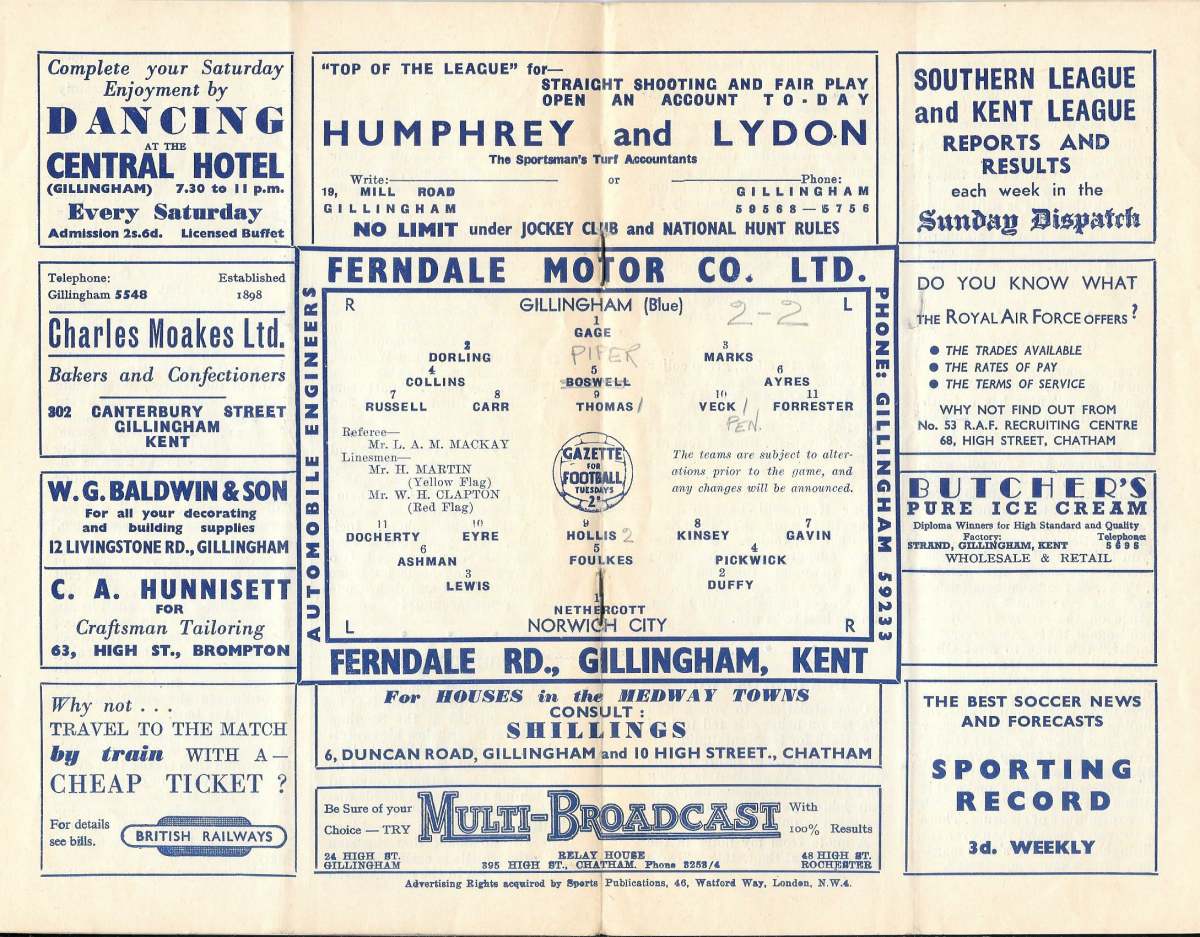 Complete your Saturday
Enjoyment by
DANCING
AT THE
CENTRAL HOTEL
(GILLINGHAM) 7.30 to 11 p.m.
Every Saturday
Admission 2s.6d. Licensed Buffet
"TOP OF THE LEAGUE" for—
STRAIGHT SHOOTING AND FAIR PLAY
OPEN AN ACCOUNT TO-DAY
HUMPHREY and LYDON
The Sportsman's Turf Accountants
Write: or Phone:
19, MILL ROAD GILLINGHAM
GILLINGHAM 59568—5756
NO LIMIT under JOCKEY CLUB and NATIONAL HUNT RULES
SOUTHERN LEAGUE
and KENT LEAGUE
REPORTS AND
RESULTS
each week in the
Sunday Dispatch
Telephone: Established
Gillingham 5548 1898
Charles Moakes Ltd.
Bakers and Confectioners
302 CANTERBURY STREET
GILLINGHAM
KENT
W. G. BALDWIN & SON
For all your decorating
and building supplies
12 LIVINGSTONE RD., GILLINGHAM
C. A. HUNNISETT
FOR
Craftsman Tailoring
63, HIGH ST., BROMPTON
Why not . . .
TRAVEL TO THE MATCH
by train WITH A—
CHEAP TICKET ?
For details
see bills.
BRITISH RAILWAYS
FERNDALE MOTOR CO. LTD.
AUTOMOBILE ENGINEERS
PHONE: GILLINGHAM 59233
R GILLINGHAM (Blue) 2-2 L
1
GAGE
2 PIPER 3
DORLING MARKS
4 5 6
COLLINS BOSWELL AYRES
7 8 9 10 11
RUSSELL CARR THOMAS / VECK / FORRESTER
PEN.
Referee—
Mr. L. A. M. MACKAY
Linesmen—
Mr. H. MARTIN
(Yellow Flag)
Mr. W. H. CLAPTON
(Red Flag)
GAZETTE
FOR
FOOTBALL
TUESDAYS
2d
The teams are subject to alter-
ations prior to the game, and
any changes will be announced.
11 10 9 8 7
DOCHERTY EYRE HOLLIS 2 KINSEY GAVIN
6 5 4
ASHMAN FOULKES PICKWICK
3 2
LEWIS DUFFY
1
NETHERCOTT
L NORWICH CITY R
FERNDALE RD., GILLINGHAM, KENT
For HOUSES in the MEDWAY TOWNS
CONSULT :
SHILLINGS
6, DUNCAN ROAD, GILLINGHAM and 10 HIGH STREET., CHATHAM
Be Sure of your MULTI-BROADCAST With
Choice — TRY 100% Results
24 HIGH ST. RELAY HOUSE 48 HIGH ST.
GILLINGHAM 395 HIGH ST., CHATHAM. Phone 3253/4 ROCHESTER
DO YOU KNOW WHAT
THE ROYAL AIR FORCE OFFERS ?
● THE TRADES AVAILABLE
● THE RATES OF PAY
● THE TERMS OF SERVICE
WHY NOT FIND OUT FROM
No. 53 R.A.F. RECRUITING CENTRE
68, HIGH STREET, CHATHAM
BUTCHER'S
PURE ICE CREAM
Diploma Winners for High Standard and Quality
Factory: Telephone:
STRAND, GILLINGHAM, KENT 5696
WHOLESALE & RETAIL
THE BEST SOCCER NEWS
AND FORECASTS
SPORTING
RECORD
3d. WEEKLY
Advertising Rights acquired by Sports Publications, 46, Watford Way, London, N.W.4.